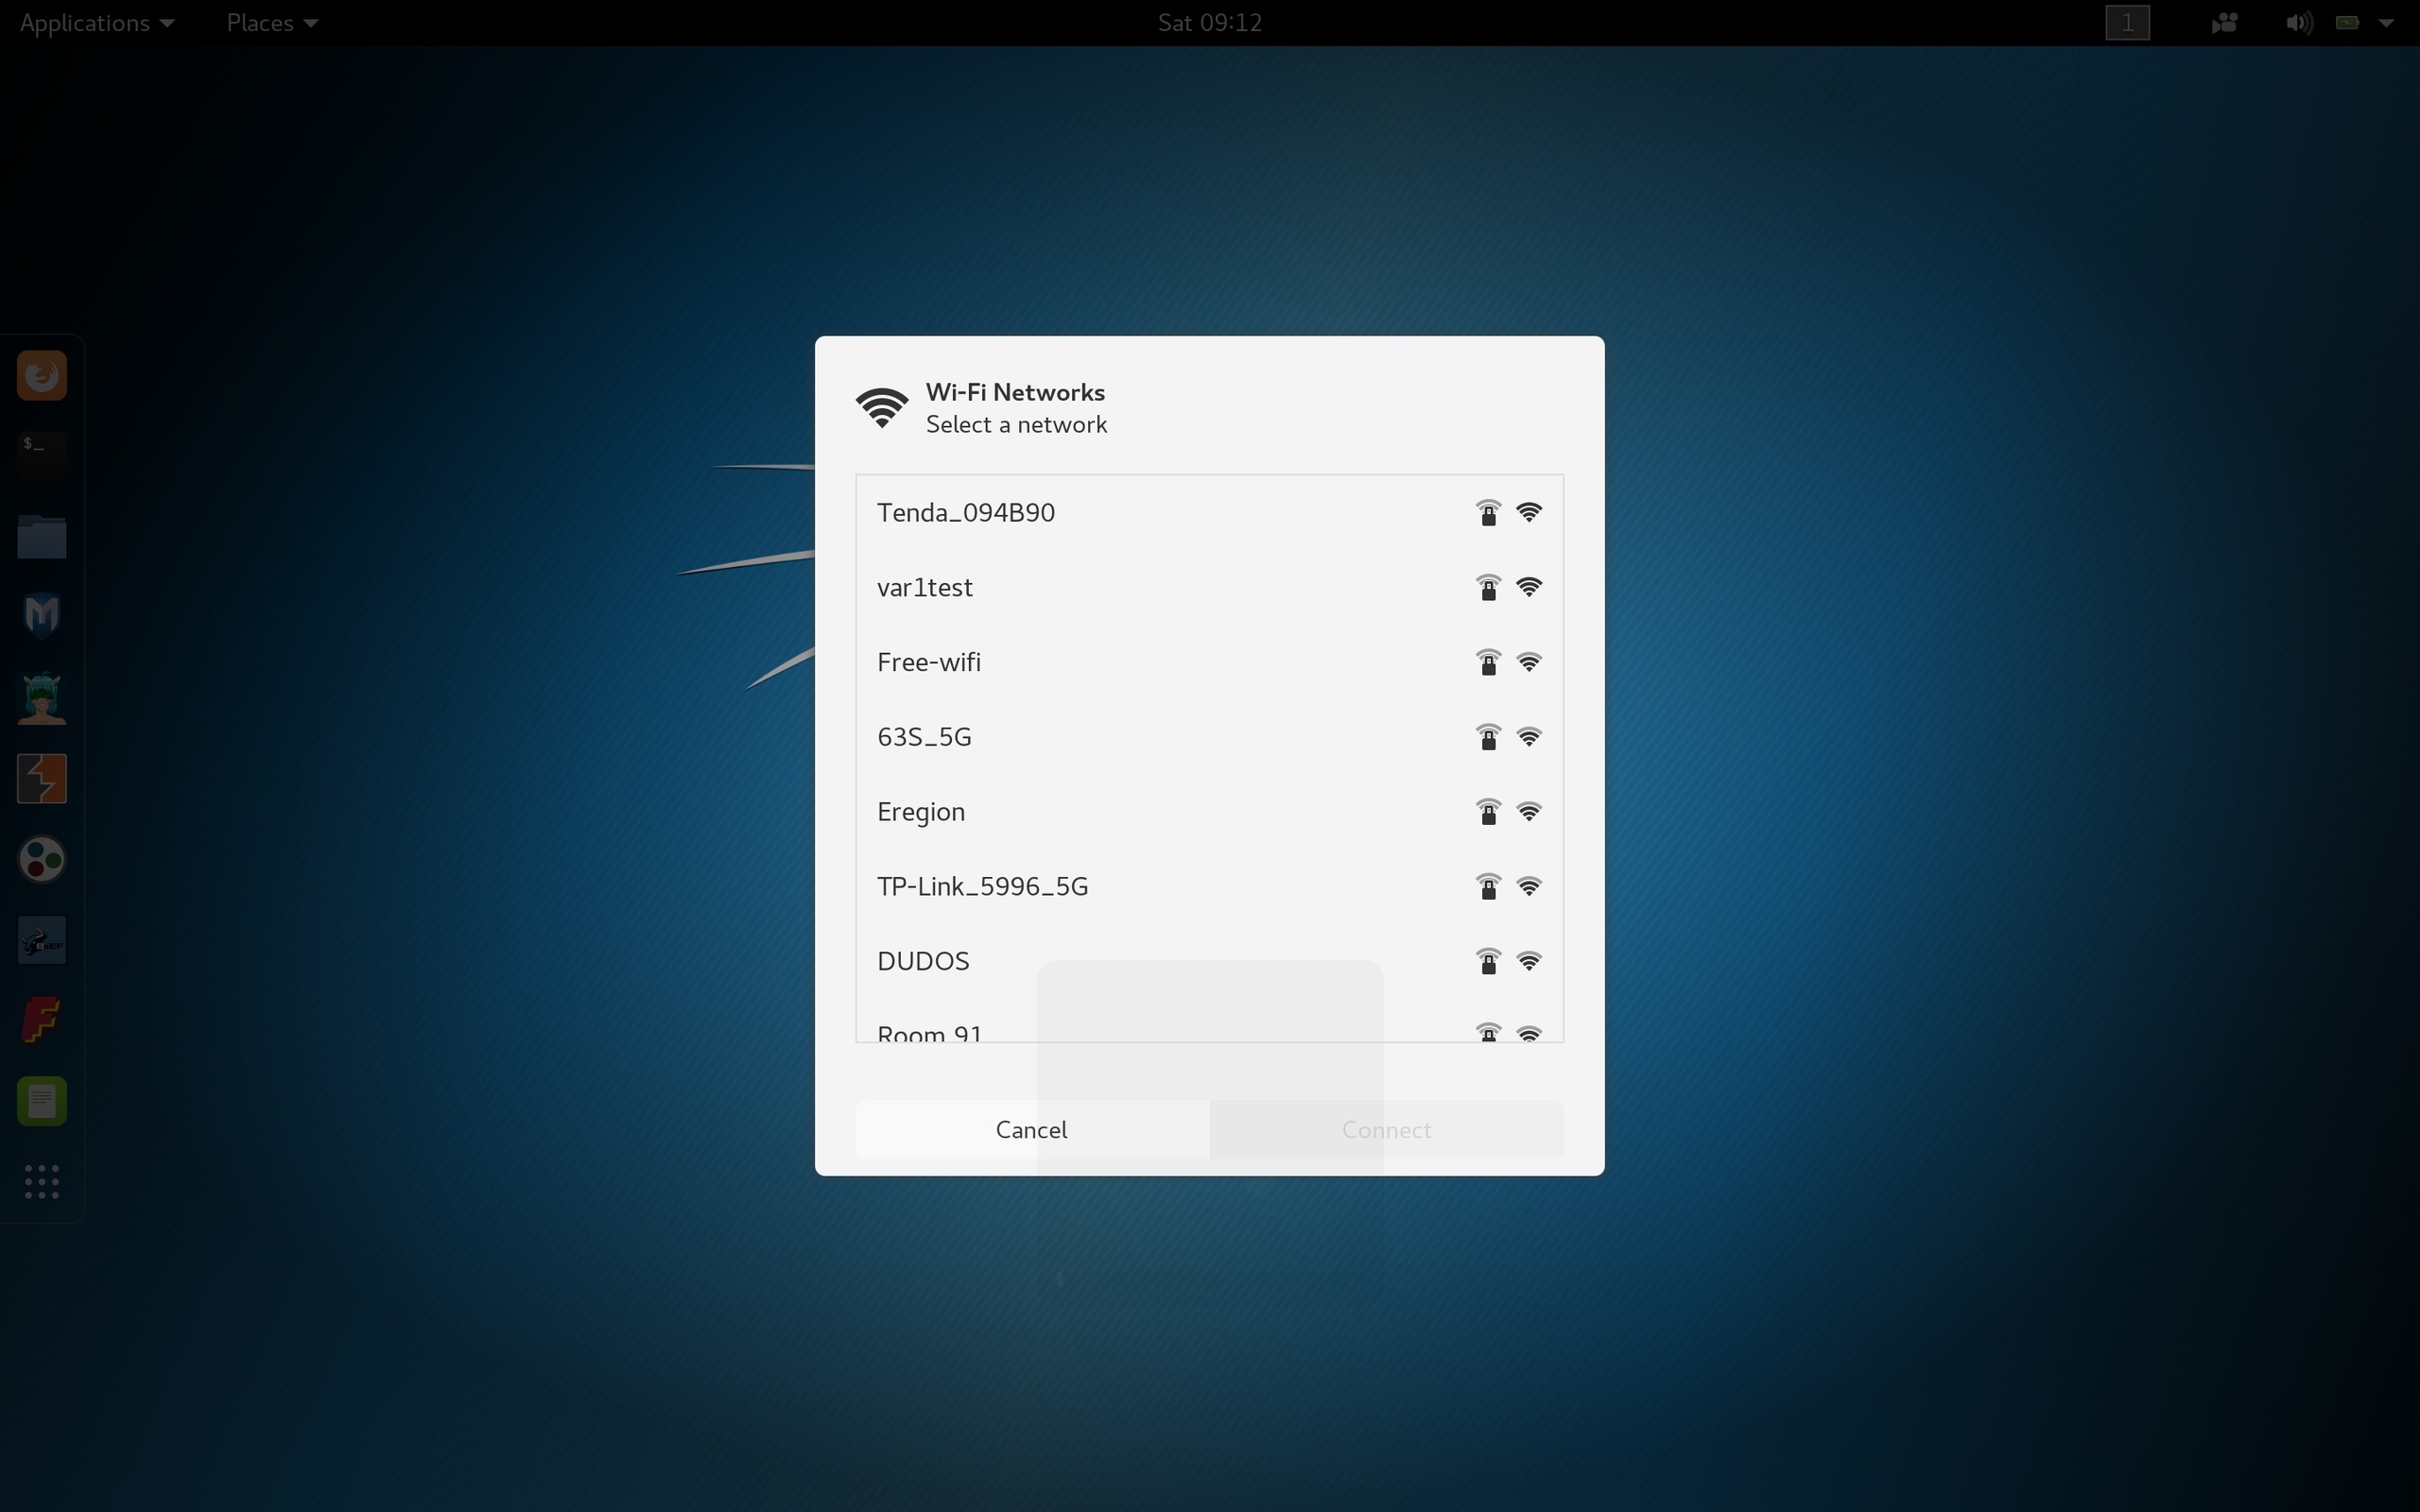 Applications Places Sat 09:12 1
$_
Wi-Fi Networks
Select a network
Tenda_094B90
var1test
Free-wifi
63S_5G
Eregion
TP-Link_5996_5G
DUDOS
Room 91
Cancel Connect